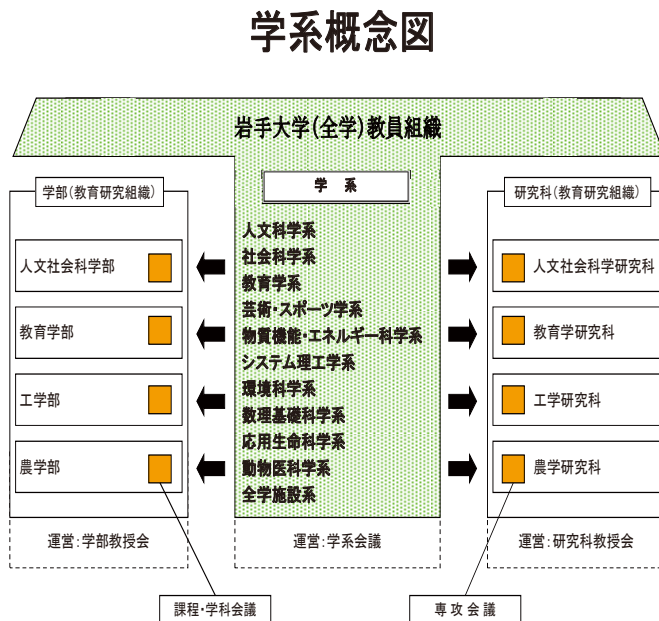 学系概念図
岩手大学(全学)教員組織
学部(教育研究組織)
人文社会科学部
教育学部
工学部
農学部
運営:学部教授会
課程・学科会議
学系
人文科学系
社会科学系
教育学系
芸術・スポーツ学系
物質機能・エネルギー科学系
システム理工学系
環境科学系
数理基礎科学系
応用生命科学系
動物医科学系
全学施設系
運営:学系会議
研究科(教育研究組織)
人文社会科学研究科
教育学研究科
工学研究科
農学研究科
運営:研究科教授会
専攻会議